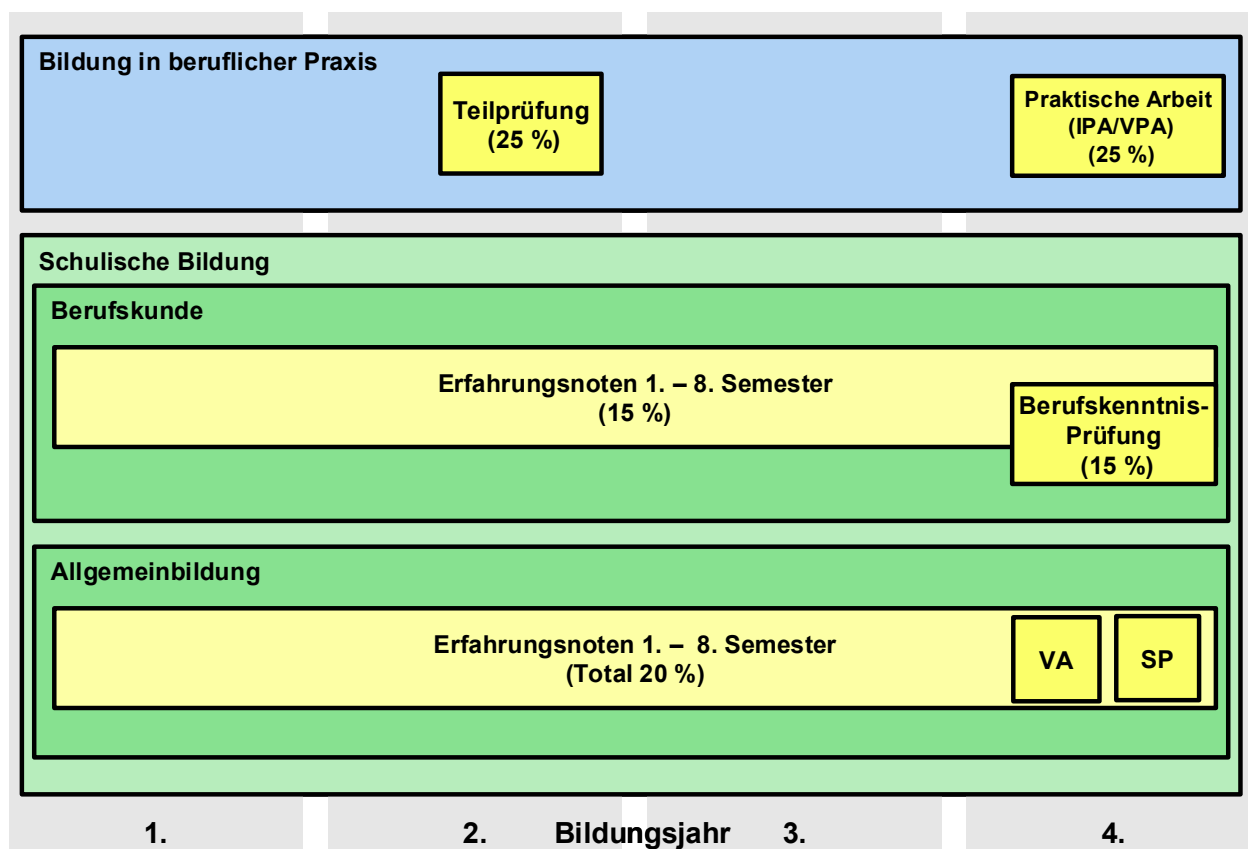 Bildung in beruflicher Praxis
Teilprüfung
(25 %)
Praktische Arbeit
(IPA/VPA)
(25 %)
Schulische Bildung
Berufskunde
Erfahrungsnoten 1. – 8. Semester
(15 %)
Berufskenntnis-
Prüfung
(15 %)
Allgemeinbildung
Erfahrungsnoten 1. –  8. Semester
(Total 20 %)
VA
SP
1. 2. Bildungsjahr 3. 4.